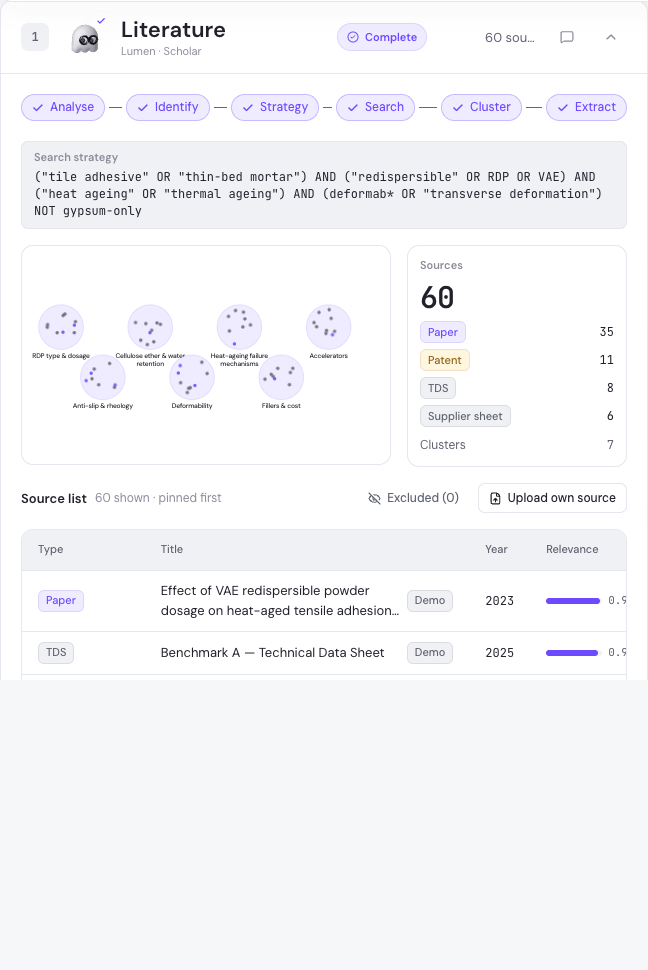 1
Literature
Lumen · Scholar
Complete
60 sou...
Analyse
Identify
Strategy
Search
Cluster
Extract
Search strategy
("tile adhesive" OR "thin-bed mortar") AND ("redispersible" OR RDP OR VAE) AND
("heat ageing" OR "thermal ageing") AND (deformab* OR "transverse deformation")
NOT gypsum-only
RDP type & dosage
Cellulose ether & water
retention
Heat-ageing failure
mechanisms
Accelerators
Anti-slip & rheology
Deformability
Fillers & cost
Sources
60
Paper 35
Patent 11
TDS 8
Supplier sheet 6
Clusters 7
Source list 60 shown · pinned first
Excluded (0)
Upload own source
Type Title Year Relevance
Paper
Effect of VAE redispersible powder
dosage on heat-aged tensile adhesion...
Demo 2023 0.9
TDS Benchmark A — Technical Data Sheet Demo 2025 0.9